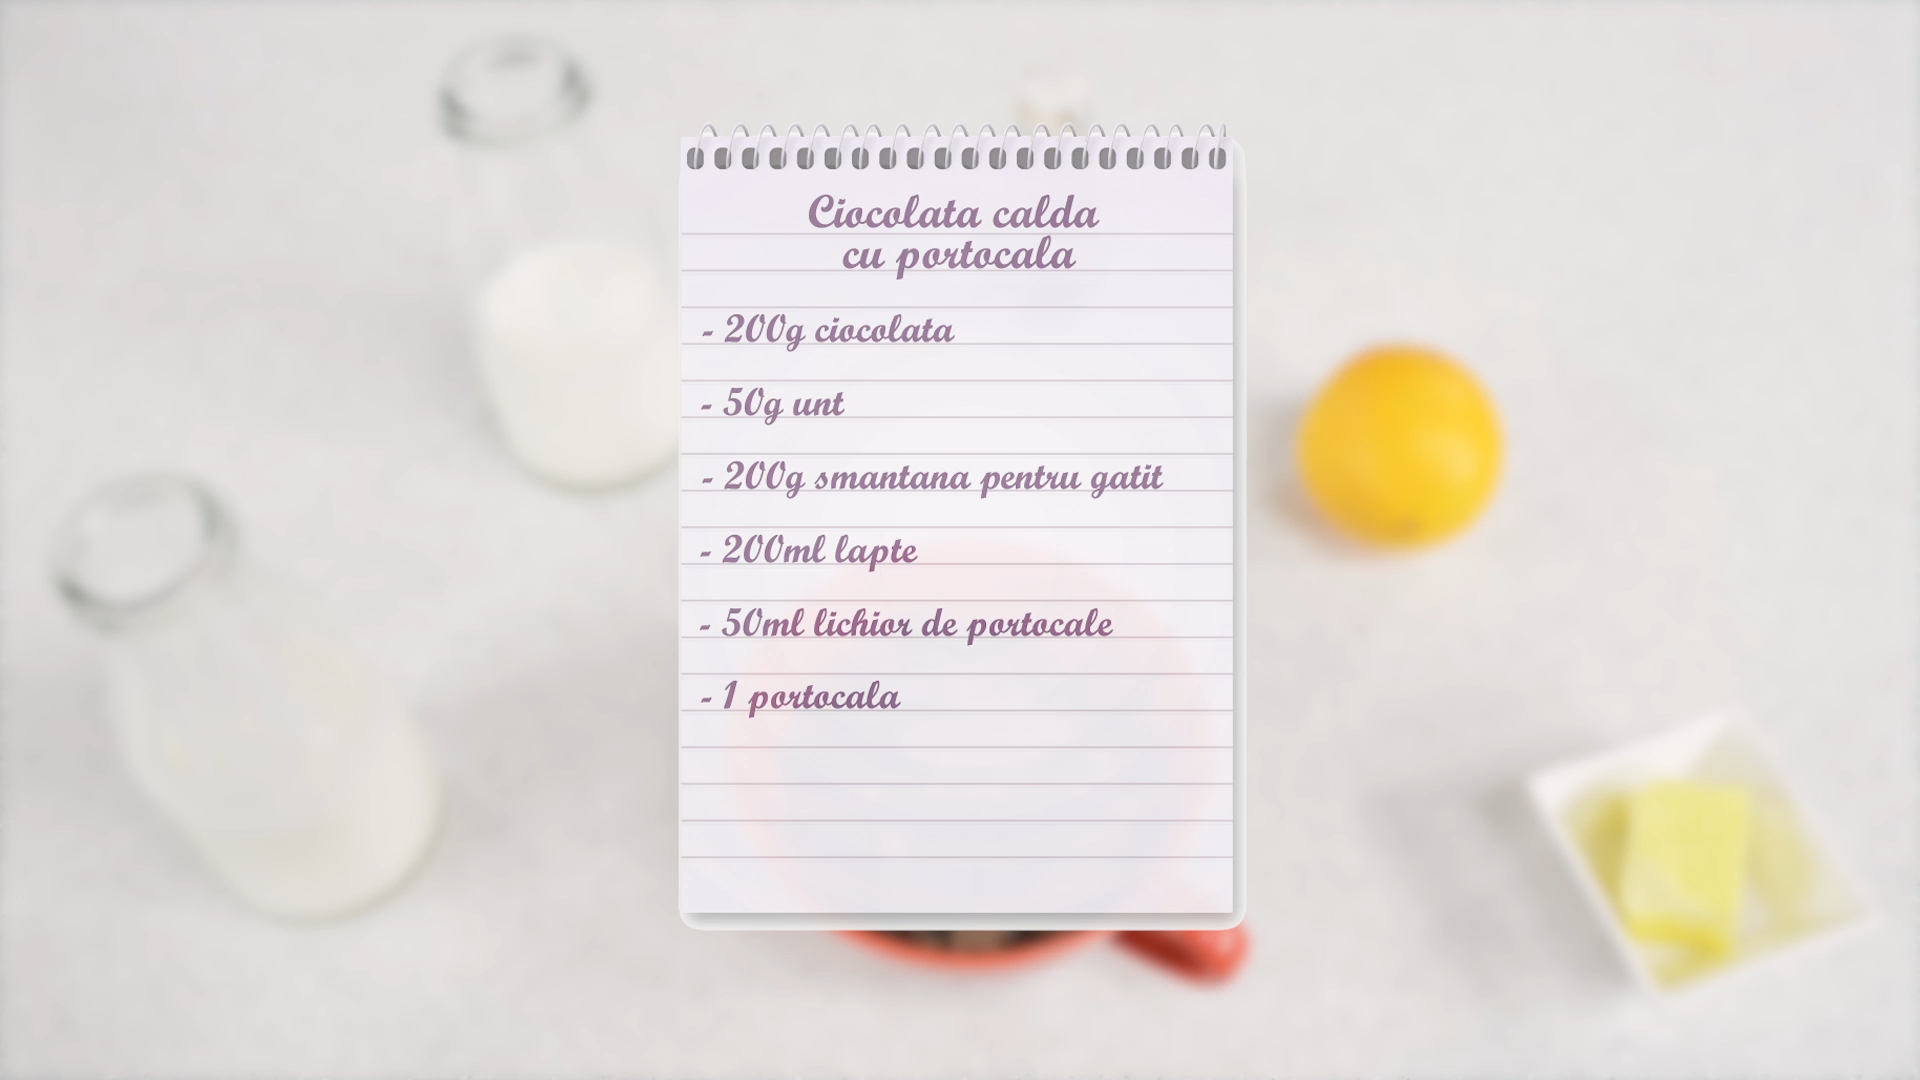 Ciocolata calda
cu portocala
- 200g ciocolata
- 50g unt
- 200g smantana pentru gatit
- 200ml lapte
- 50ml lichior de portocale
- 1 portocala